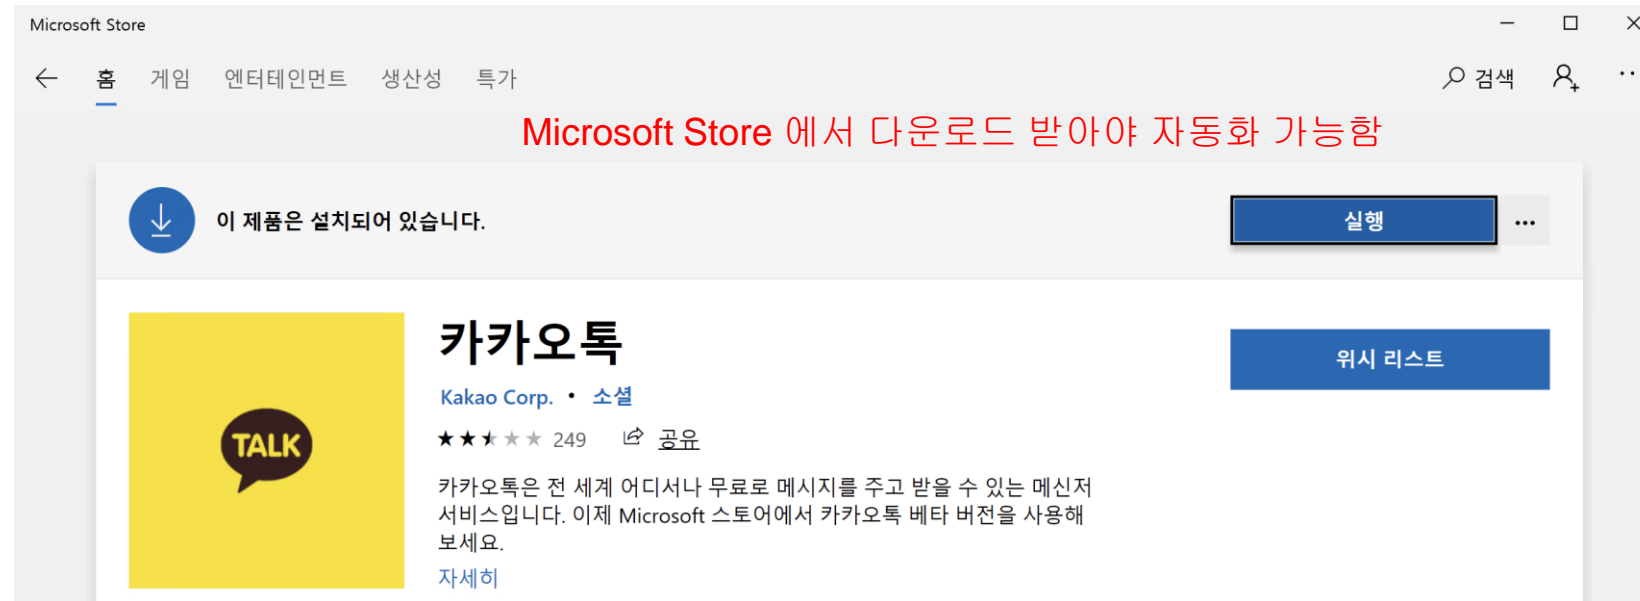 Microsoft Store
홈 게임 엔터테인먼트 생산성 특가 검색
Microsoft Store 에서 다운로드 받아야 자동화 가능함
이 제품은 설치되어 있습니다. 실행 ...
카카오톡
위시 리스트
Kakao Corp. • 소셜
TALK
249 공유
카카오톡은 전 세계 어디서나 무료로 메시지를 주고 받을 수 있는 메신저
서비스입니다. 이제 Microsoft 스토어에서 카카오톡 베타 버전을 사용해
보세요.
자세히